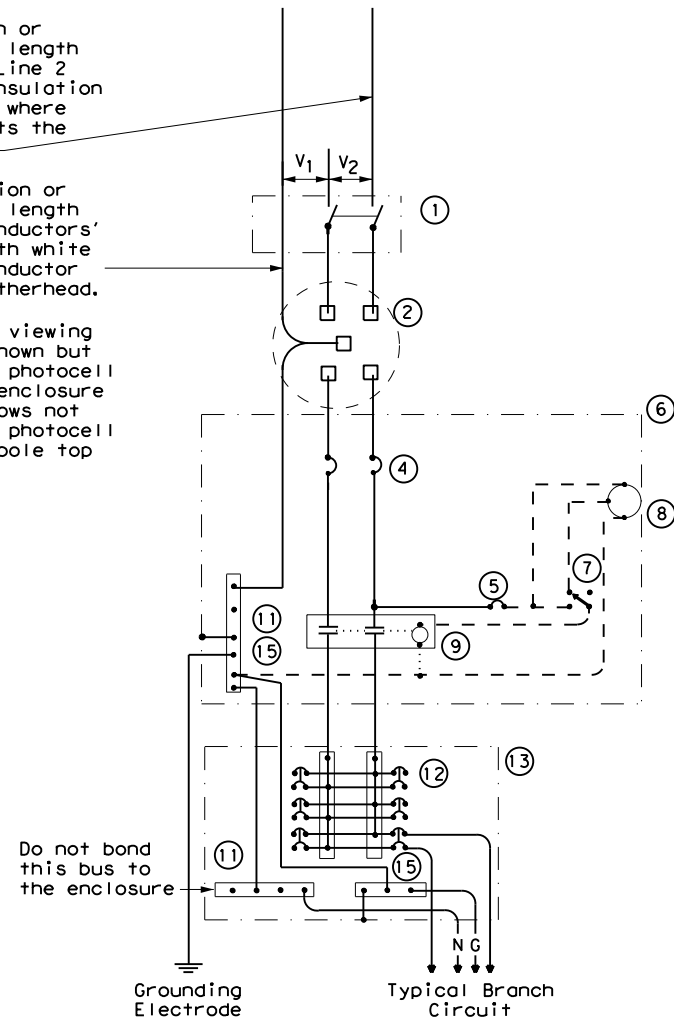 n or
length
Line 2
nsulation
where
ts the
ion or
length
nductors'
th white
nductor
therhead.
viewing
hown but
photocell
enclosure
ows not
photocell
pole top
V1
V2
1
2
6
4
8
5
7
11
15
9
13
12
11
15
Do not bond
this bus to
the enclosure
N G
Grounding
Electrode
Typical Branch
Circuit